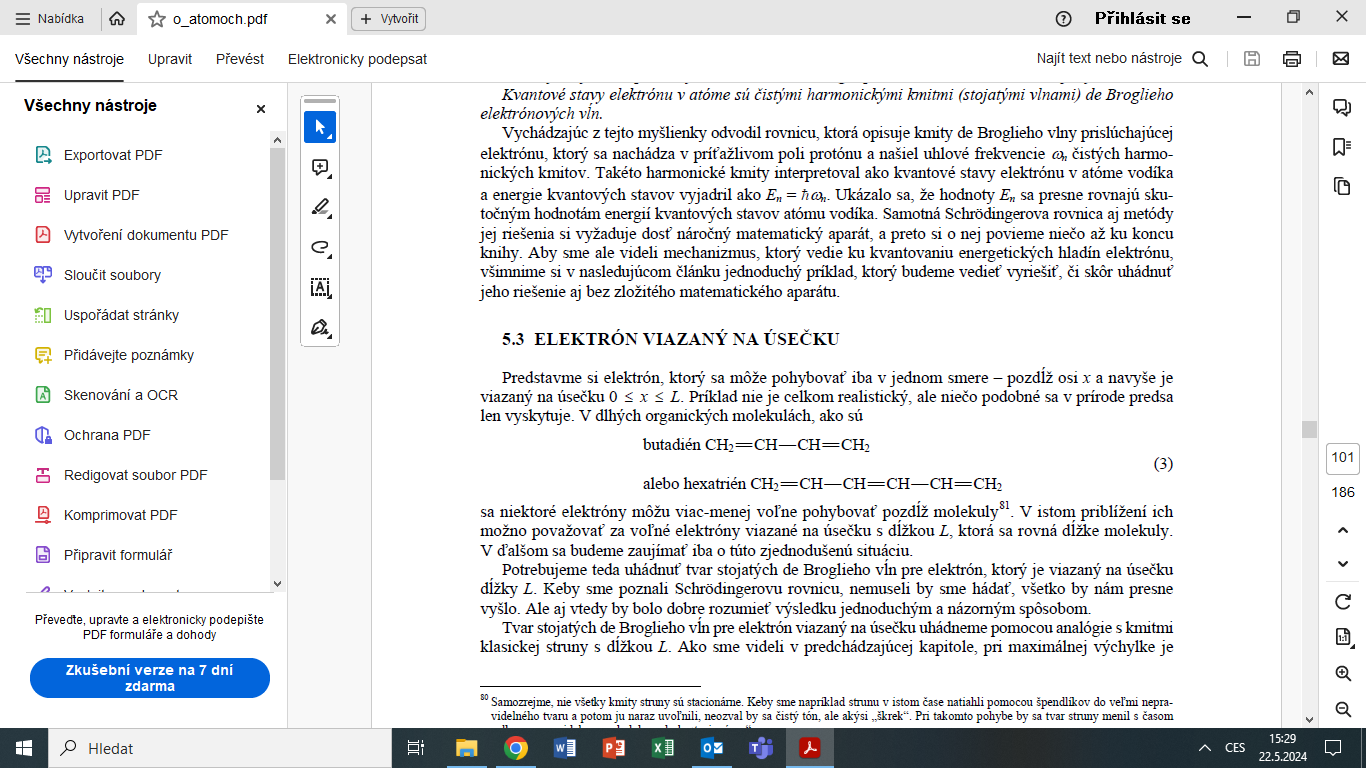 Nabídka
o_atomoch.pdf
Vytvořit
Přihlásit se
Všechny nástroje
Upravit
Převést
Elektronicky podepsat
Najít text nebo nástroje
Všechny nástroje
Exportovat PDF
Upravit PDF
Vytvoření dokumentu PDF
Sloučit soubory
Uspořádat stránky
Přidávejte poznámky
Skenování a OCR
Ochrana PDF
Redigovat soubor PDF
Komprimovat PDF
Připravit formulář
Převeďte, upravte a elektronicky podepište
PDF formuláře a dohody
Zkušební verze na 7 dní
zdarma
Kvantové stavy elektrónu v atóme sú čistými harmonickými kmitmi (stojatými vlnami) de Broglieho
elektrónových vĺn.
Vychádzajúc z tejto myšlienky odvodil rovnicu, ktorá opisuje kmity de Broglieho vlny prislúchajúcej
elektrónu, ktorý sa nachádza v príťažlivom poli protónu a našiel uhlové frekvencie ωn čistých harmo-
nických kmitov. Takéto harmonické kmity interpretoval ako kvantové stavy elektrónu v atóme vodíka
a energie kvantových stavov vyjadril ako En = ℏωn. Ukázalo sa, že hodnoty En sa presne rovnajú sku-
točným hodnotám energií kvantových stavov atómu vodíka. Samotná Schrödingerova rovnica aj metódy
jej riešenia si vyžaduje dosť náročný matematický aparát, a preto si o nej povieme niečo až ku koncu
knihy. Aby sme ale videli mechanizmus, ktorý vedie ku kvantovaniu energetických hladín elektrónu,
všimnime si v nasledujúcom článku jednoduchý príklad, ktorý budeme vedieť vyriešiť, či skôr uhádnuť
jeho riešenie aj bez zložitého matematického aparátu.
5.3 ELEKTRÓN VIAZANÝ NA ÚSEČKU
Predstavme si elektrón, ktorý sa môže pohybovať iba v jednom smere – pozdĺž osi x a navyše je
viazaný na úsečku 0 ≤ x ≤ L. Príklad nie je celkom realistický, ale niečo podobné sa v prírode predsa
len vyskytuje. V dlhých organických molekulách, ako sú
butadién CH2═CH—CH═CH2
(3)
alebo hexatrién CH2═CH—CH═CH—CH═CH2
sa niektoré elektróny môžu viac-menej voľne pohybovať pozdĺž molekuly81. V istom priblížení ich
možno považovať za voľné elektróny viazané na úsečku s dĺžkou L, ktorá sa rovná dĺžke molekuly.
V ďalšom sa budeme zaujímať iba o túto zjednodušenú situáciu.
Potrebujeme teda uhádnuť tvar stojatých de Broglieho vĺn pre elektrón, ktorý je viazaný na úsečku
dĺžky L. Keby sme poznali Schrödingerovu rovnicu, nemuseli by sme hádať, všetko by nám presne
vyšlo. Ale aj vtedy by bolo dobre rozumieť výsledku jednoduchým a názorným spôsobom.
Tvar stojatých de Broglieho vĺn pre elektrón viazaný na úsečku uhádneme pomocou analógie s kmitmi
klasickej struny s dĺžkou L. Ako sme videli v predchádzajúcej kapitole, pri maximálnej výchylke je
80 Samozrejme, nie všetky kmity struny sú stacionárne. Keby sme napríklad strunu v istom čase natiahli pomocou špendlíkov do veľmi nepra-
videlného tvaru a potom ju naraz uvoľnili, neozval by sa čistý tón, ale akýsi „škrek“. Pri takomto pohybe by sa tvar struny menil s časom
101
186
Hledat
CES
15:29
22.5.2024